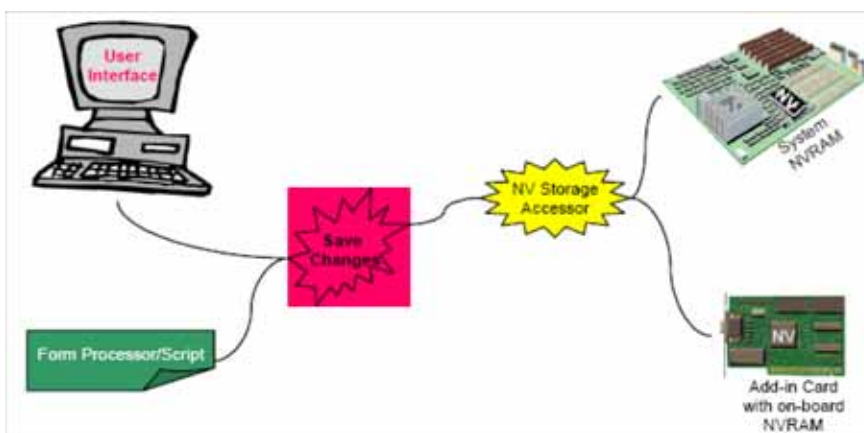 User
Interface
NV
System
NVRAM
NV Storage
Accessor
Save
Changes
Form Processor/Script
NV
Add-in Card
with on-board
NVRAM